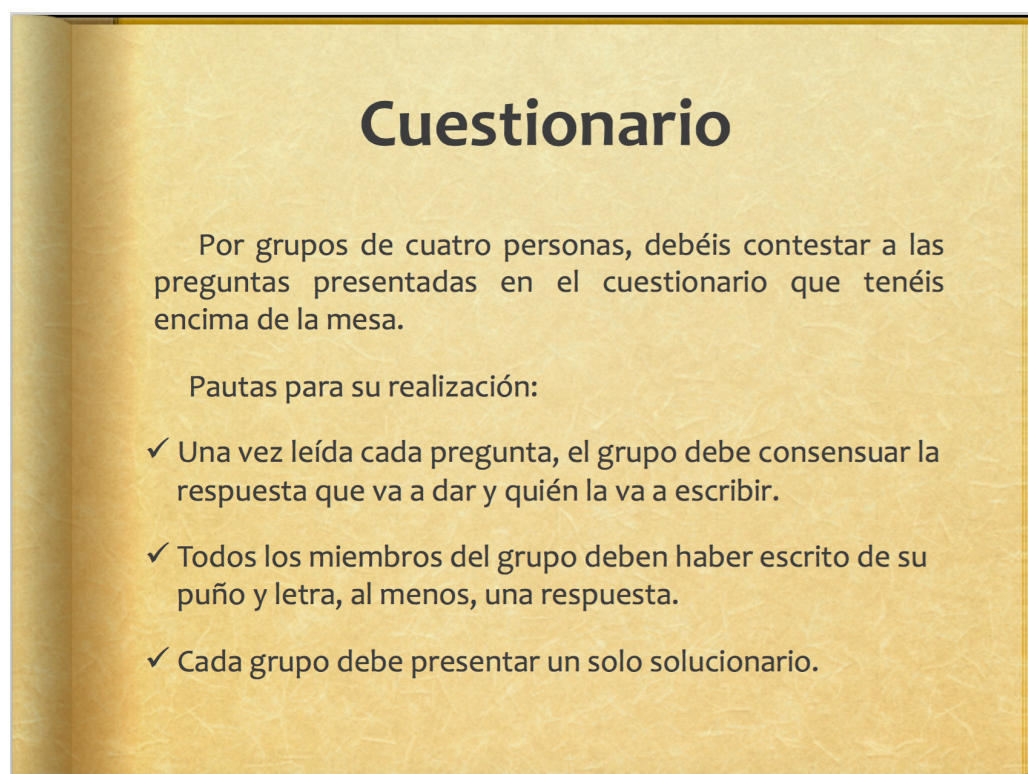 Cuestionario
Por grupos de cuatro personas, debéis contestar a las
preguntas presentadas en el cuestionario que tenéis
encima de la mesa.
Pautas para su realización:
✓ Una vez leída cada pregunta, el grupo debe consensuar la
respuesta que va a dar y quién la va a escribir.
✓ Todos los miembros del grupo deben haber escrito de su
puño y letra, al menos, una respuesta.
✓ Cada grupo debe presentar un solo solucionario.